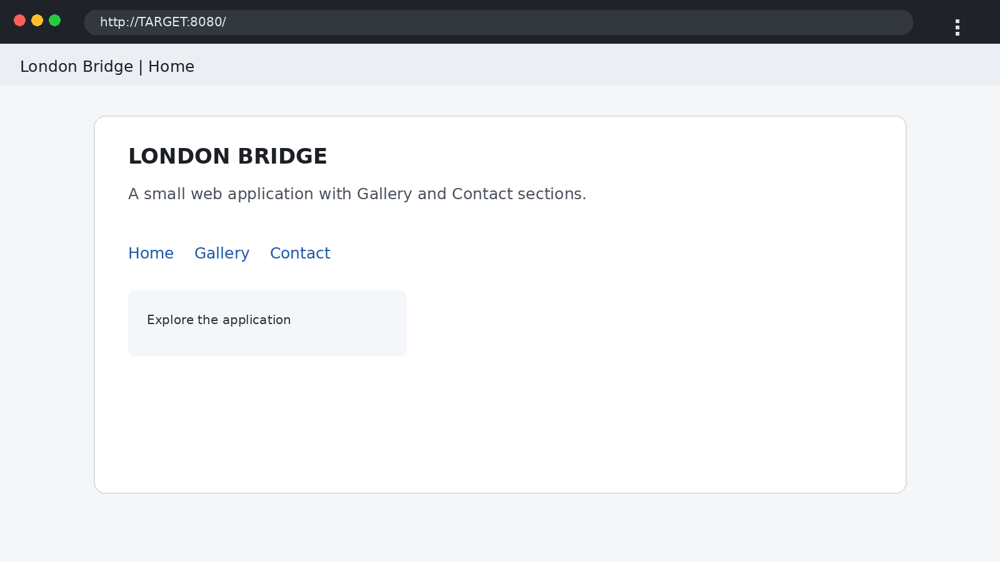 http://TARGET:8080/
London Bridge | Home
LONDON BRIDGE
A small web application with Gallery and Contact sections.
Home Gallery Contact
Explore the application